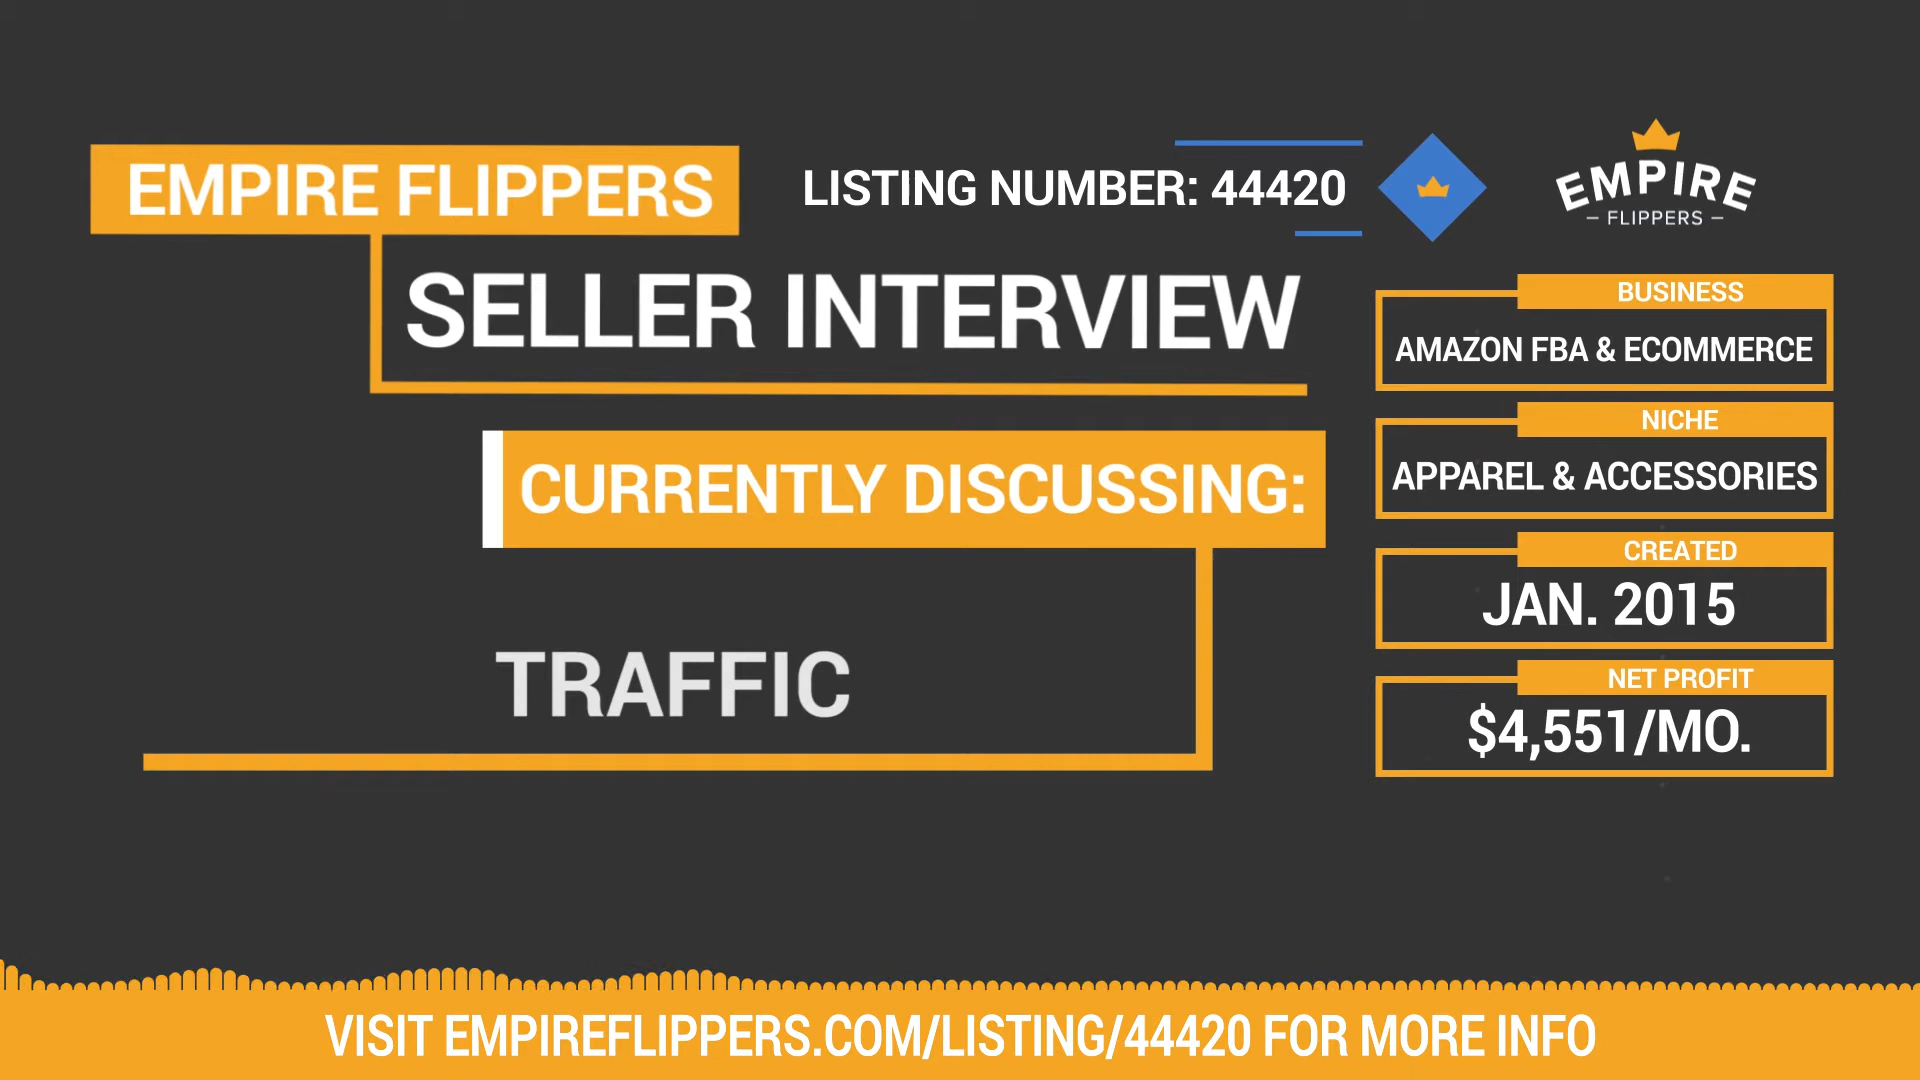 EMPIRE FLIPPERS
LISTING NUMBER: 44420
EMPIRE
– FLIPPERS –
SELLER INTERVIEW
BUSINESS
AMAZON FBA & ECOMMERCE
CURRENTLY DISCUSSING:
NICHE
APPAREL & ACCESSORIES
CREATED
JAN. 2015
TRAFFIC
NET PROFIT
$4,551/MO.
VISIT EMPIREFLIPPERS.COM/LISTING/44420 FOR MORE INFO